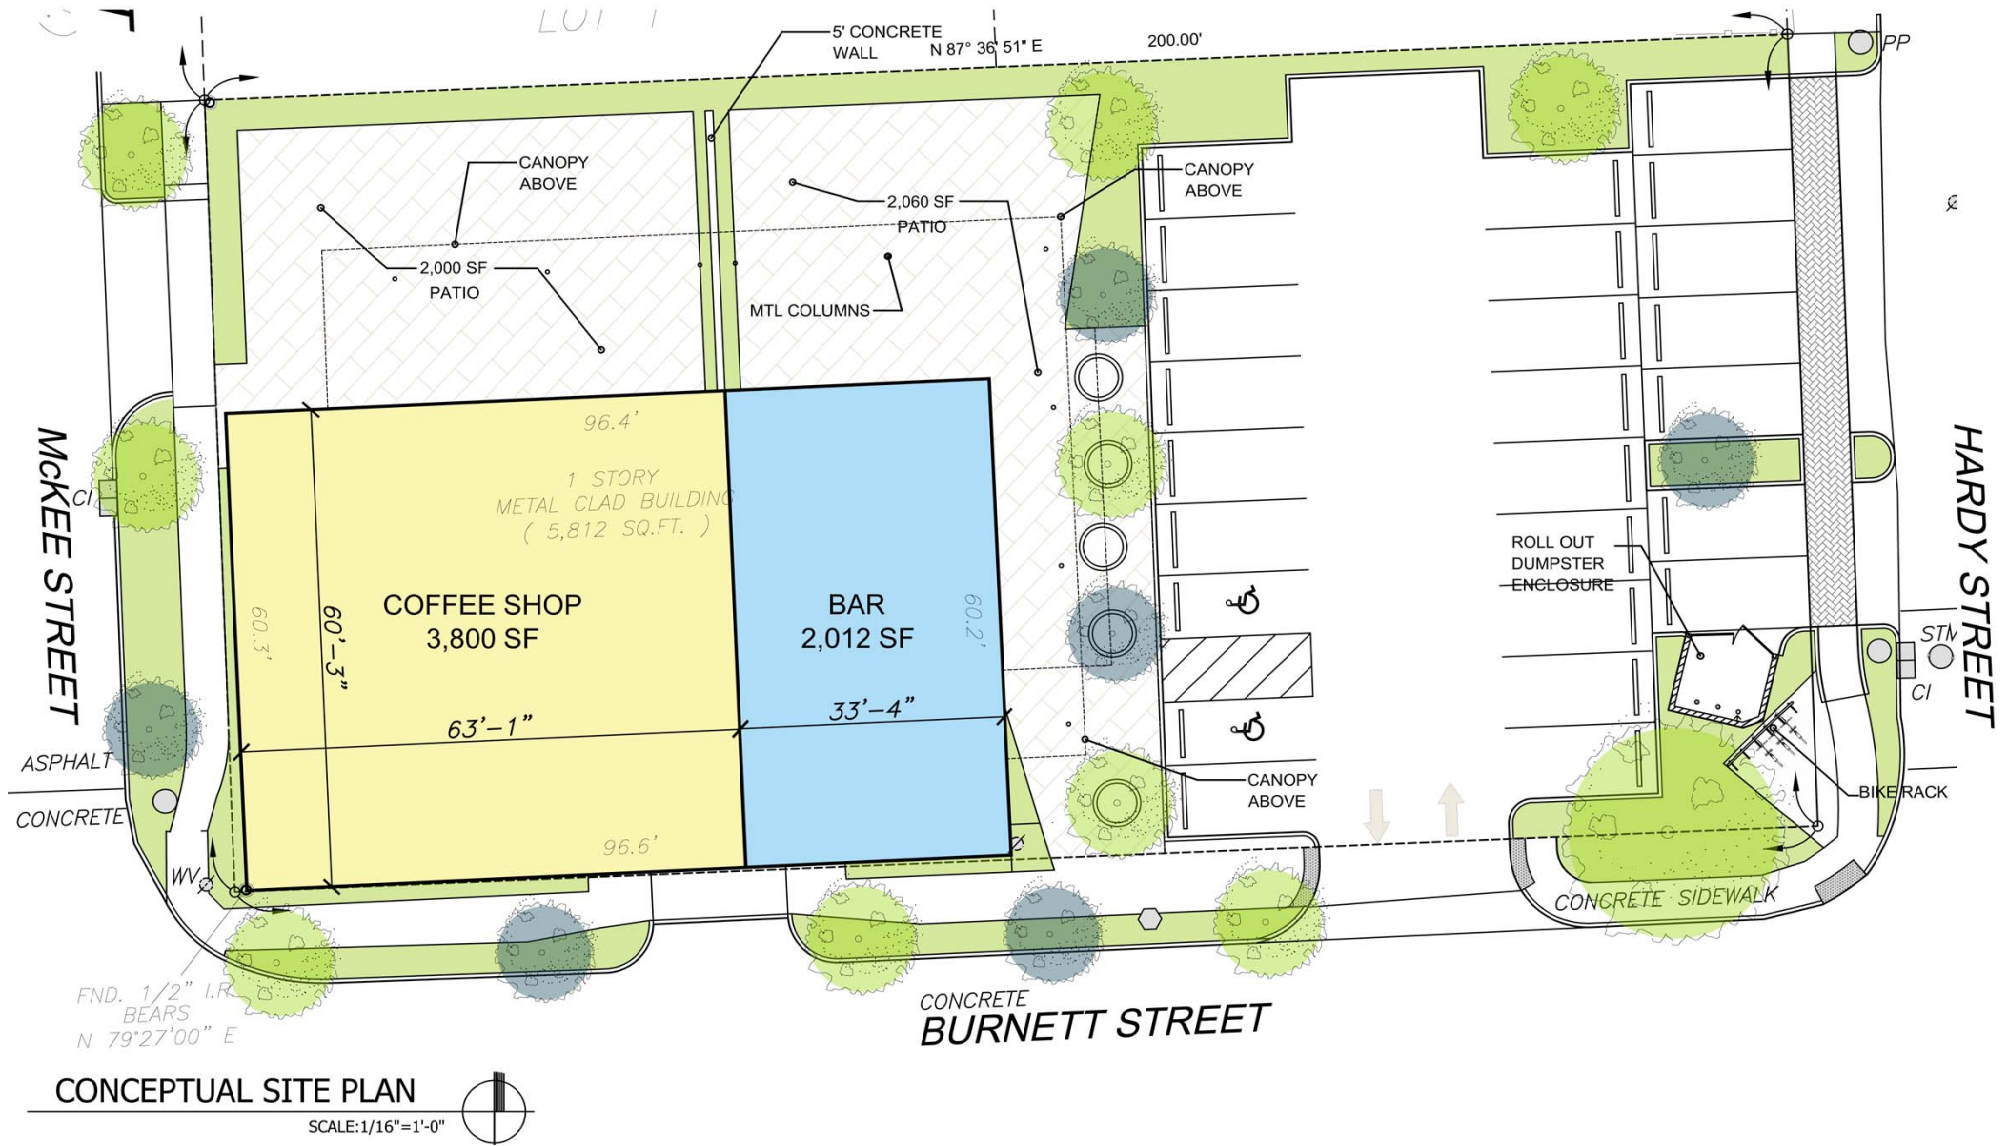 LOT 1
5' CONCRETE
WALL
N 87° 36' 51" E
200.00'
PP
CANOPY
ABOVE
CANOPY
ABOVE
2,060 SF
PATIO
2,000 SF
PATIO
MTL COLUMNS
96.4'
1 STORY
METAL CLAD BUILDING
( 5,812 SQ.FT. )
McKEE STREET
CI
HARDY STREET
ROLL OUT
DUMPSTER
ENCLOSURE
COFFEE SHOP
3,800 SF
60.3'
60'-3"
BAR
2,012 SF
60.2'
STM
CI
63'-1"
33'-4"
ASPHALT
CONCRETE
CANOPY
ABOVE
BIKE RACK
96.6'
WV
CONCRETE SIDEWALK
FND. 1/2" I.R
BEARS
N 79°27'00" E
CONCRETE
BURNETT STREET
CONCEPTUAL SITE PLAN
SCALE:1/16"=1'-0"